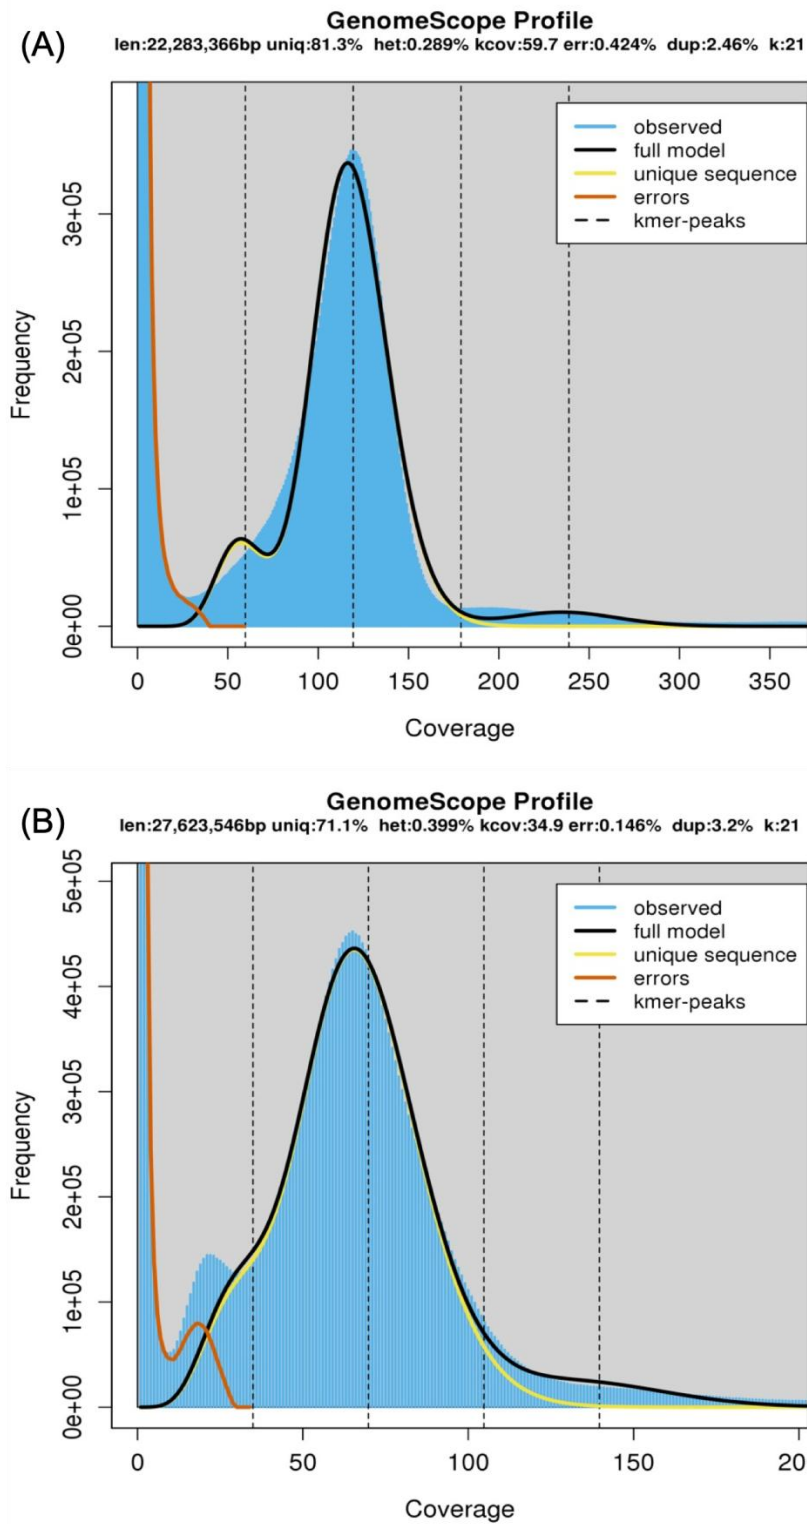 (A)
GenomeScope Profile
len:22,283,366bp uniq:81.3% het:0.289% kcov:59.7 err:0.424% dup:2.46% k:21
observed
full model
unique sequence
errors
kmer-peaks
Frequency
3e+05
2e+05
1e+05
0e+00
0 50 100 150 200 250 300 350
Coverage
(B)
GenomeScope Profile
len:27,623,546bp uniq:71.1% het:0.399% kcov:34.9 err:0.146% dup:3.2% k:21
observed
full model
unique sequence
errors
kmer-peaks
Frequency
5e+05
4e+05
3e+05
2e+05
1e+05
0e+00
0 50 100 150 20
Coverage